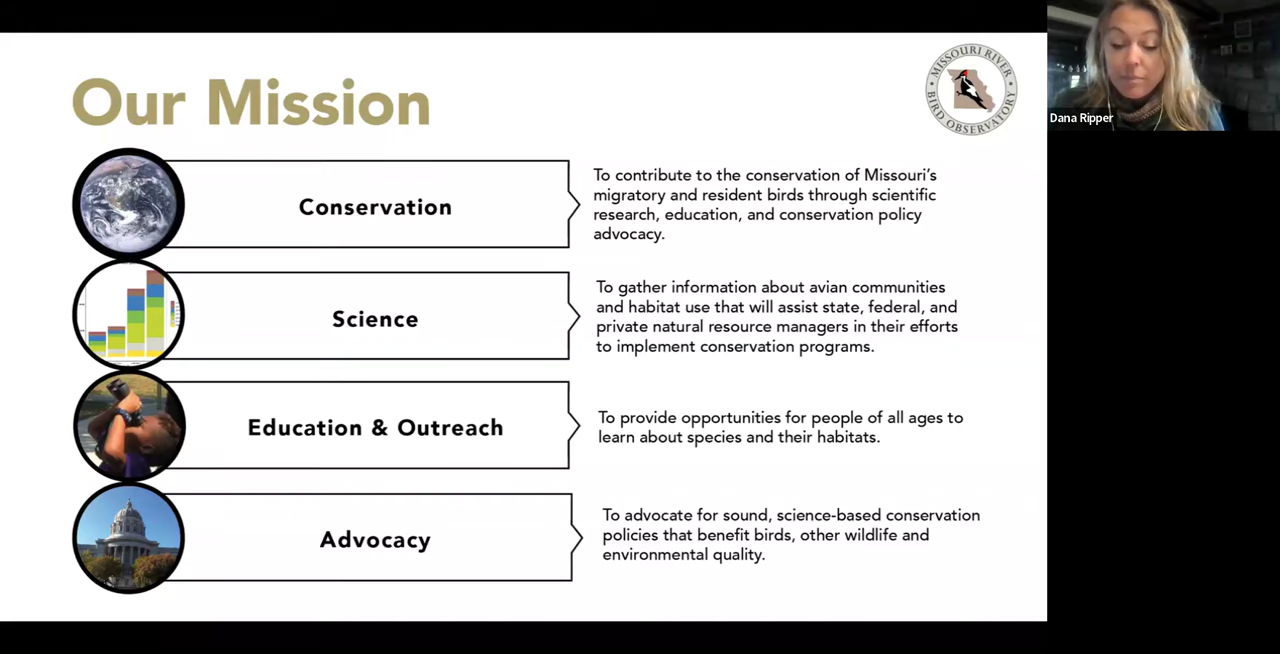 Our Mission
MISSOURI RIVER
BIRD OBSERVATORY
Dana Ripper
Conservation
To contribute to the conservation of Missouri’s
migratory and resident birds through scientific
research, education, and conservation policy
advocacy.
Science
To gather information about avian communities
and habitat use that will assist state, federal, and
private natural resource managers in their efforts
to implement conservation programs.
Education & Outreach
To provide opportunities for people of all ages to
learn about species and their habitats.
Advocacy
To advocate for sound, science-based conservation
policies that benefit birds, other wildlife and
environmental quality.